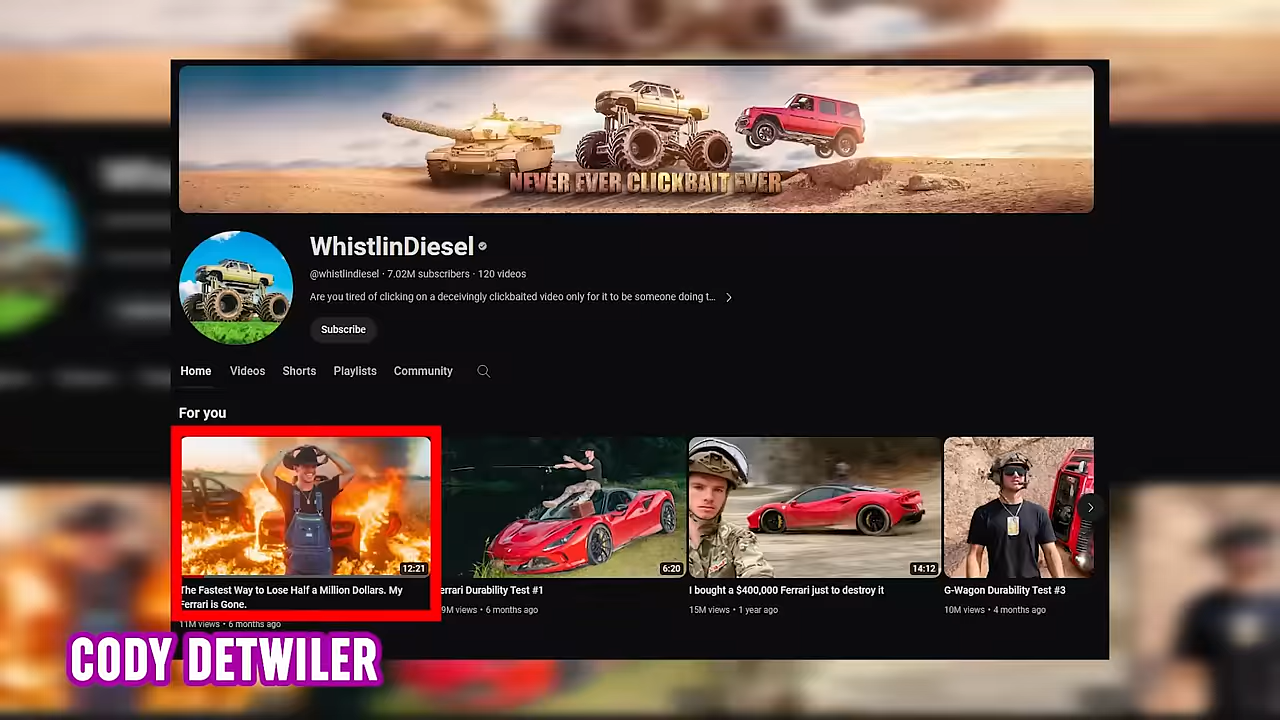 NEVER EVER CLICKBAIT EVER
WhistlinDiesel
@whistlindiesel · 7.02M subscribers · 120 videos
Are you tired of clicking on a deceivingly clickbaited video only for it to be someone doing t...
Subscribe
Home Videos Shorts Playlists Community
For you
12:21 6:20 14:12
The Fastest Way to Lose Half a Million Dollars. My
Ferrari is Gone.
11M views • 6 months ago
errari Durability Test #1
9M views • 6 months ago
I bought a $400,000 Ferrari just to destroy it
15M views • 1 year ago
G-Wagon Durability Test #3
10M views • 4 months ago
CODY DETWILER